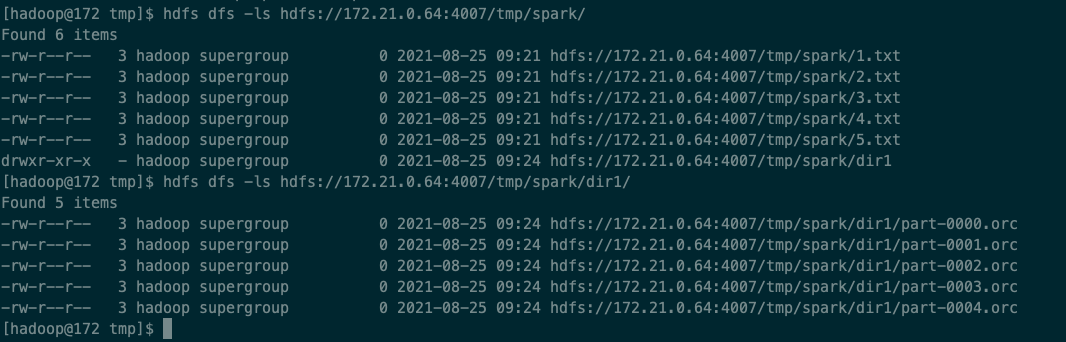 [hadoop@172 tmp]$ hdfs dfs -ls hdfs://172.21.0.64:4007/tmp/spark/
Found 6 items
-rw-r--r--   3 hadoop supergroup          0 2021-08-25 09:21 hdfs://172.21.0.64:4007/tmp/spark/1.txt
-rw-r--r--   3 hadoop supergroup          0 2021-08-25 09:21 hdfs://172.21.0.64:4007/tmp/spark/2.txt
-rw-r--r--   3 hadoop supergroup          0 2021-08-25 09:21 hdfs://172.21.0.64:4007/tmp/spark/3.txt
-rw-r--r--   3 hadoop supergroup          0 2021-08-25 09:21 hdfs://172.21.0.64:4007/tmp/spark/4.txt
-rw-r--r--   3 hadoop supergroup          0 2021-08-25 09:21 hdfs://172.21.0.64:4007/tmp/spark/5.txt
drwxr-xr-x   - hadoop supergroup          0 2021-08-25 09:24 hdfs://172.21.0.64:4007/tmp/spark/dir1
[hadoop@172 tmp]$ hdfs dfs -ls hdfs://172.21.0.64:4007/tmp/spark/dir1/
Found 5 items
-rw-r--r--   3 hadoop supergroup          0 2021-08-25 09:24 hdfs://172.21.0.64:4007/tmp/spark/dir1/part-0000.orc
-rw-r--r--   3 hadoop supergroup          0 2021-08-25 09:24 hdfs://172.21.0.64:4007/tmp/spark/dir1/part-0001.orc
-rw-r--r--   3 hadoop supergroup          0 2021-08-25 09:24 hdfs://172.21.0.64:4007/tmp/spark/dir1/part-0002.orc
-rw-r--r--   3 hadoop supergroup          0 2021-08-25 09:24 hdfs://172.21.0.64:4007/tmp/spark/dir1/part-0003.orc
-rw-r--r--   3 hadoop supergroup          0 2021-08-25 09:24 hdfs://172.21.0.64:4007/tmp/spark/dir1/part-0004.orc
[hadoop@172 tmp]$